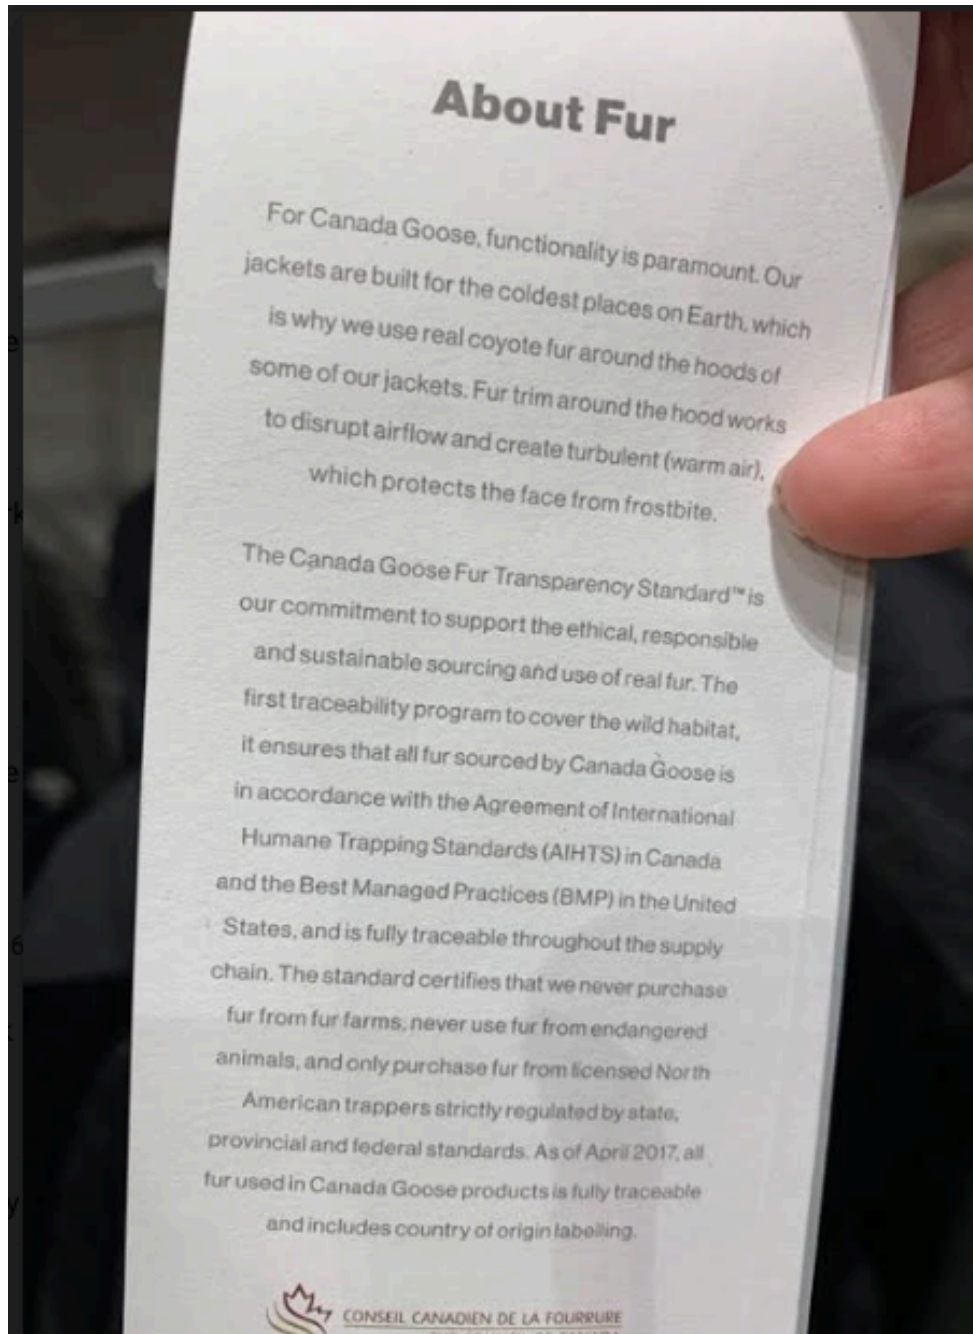 About Fur
For Canada Goose, functionality is paramount. Our
jackets are built for the coldest places on Earth, which
is why we use real coyote fur around the hoods of
some of our jackets. Fur trim around the hood works
to disrupt airflow and create turbulent (warm air),
which protects the face from frostbite.
The Canada Goose Fur Transparency Standard™ is
our commitment to support the ethical, responsible
and sustainable sourcing and use of real fur. The
first traceability program to cover the wild habitat,
it ensures that all fur sourced by Canada Goose is
in accordance with the Agreement of International
Humane Trapping Standards (AIHTS) in Canada
and the Best Managed Practices (BMP) in the United
States, and is fully traceable throughout the supply
chain. The standard certifies that we never purchase
fur from fur farms, never use fur from endangered
animals, and only purchase fur from licensed North
American trappers strictly regulated by state,
provincial and federal standards. As of April 2017, all
fur used in Canada Goose products is fully traceable
and includes country of origin labelling.
CONSEIL CANADIEN DE LA FOURRURE